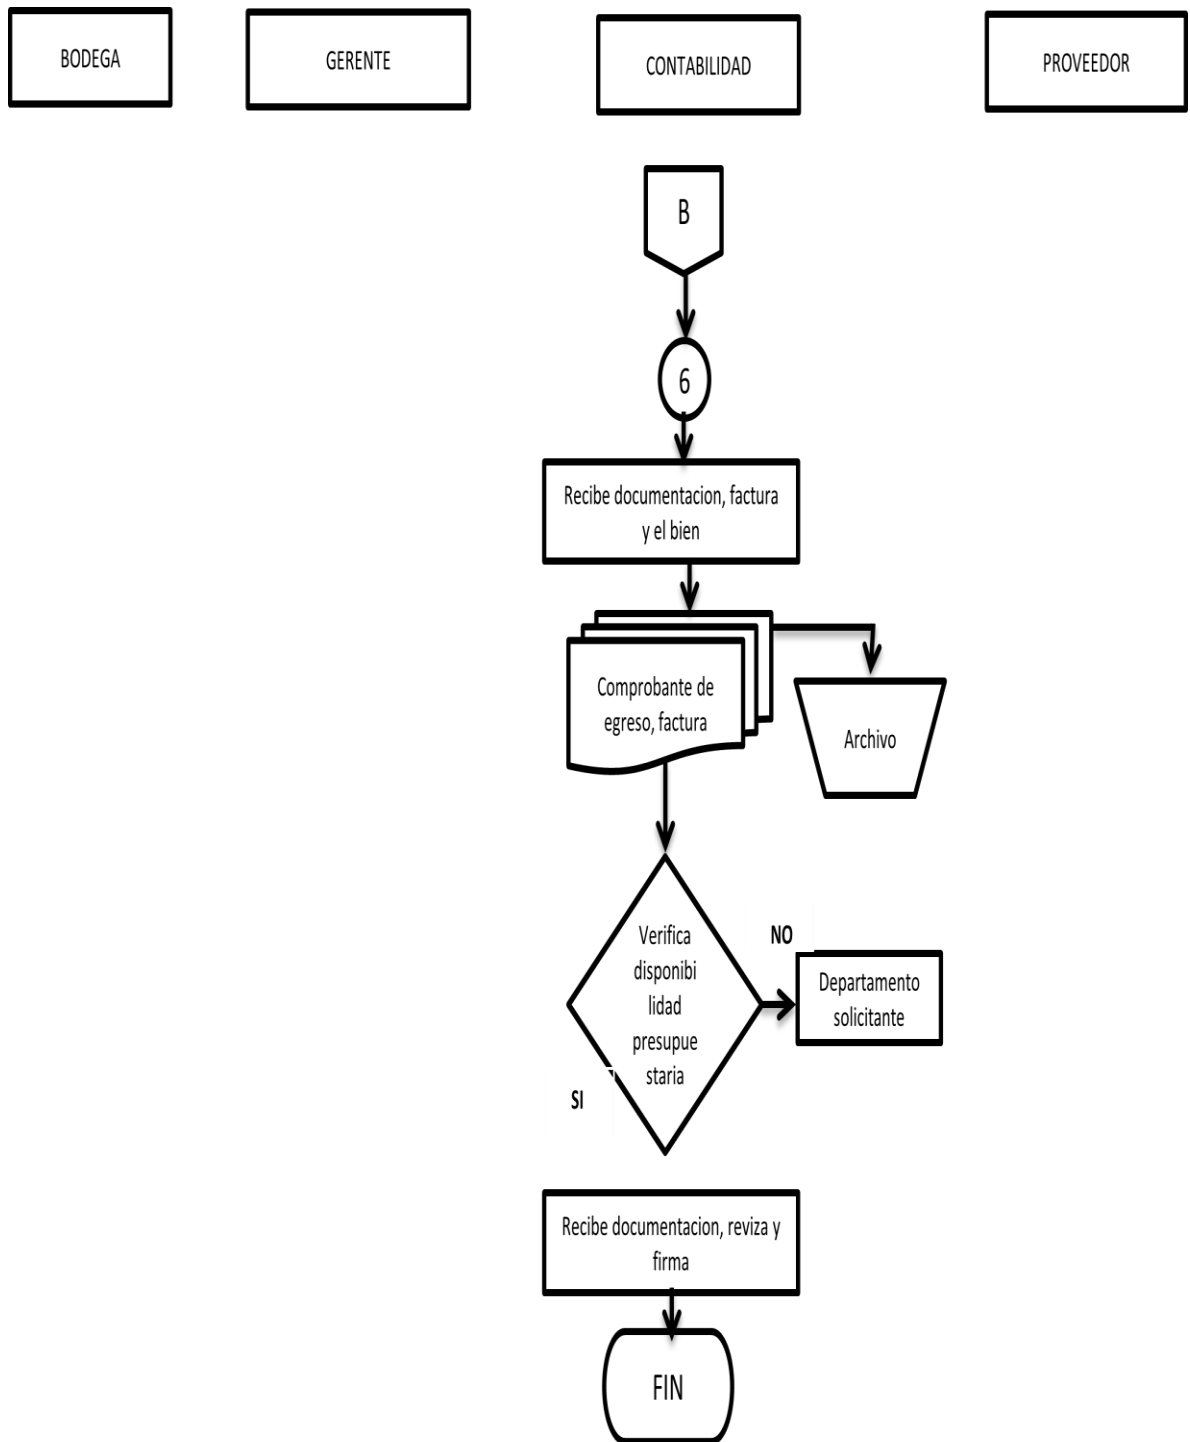 BODEGA
GERENTE
CONTABILIDAD
PROVEEDOR
B
6
Recibe documentacion, factura
y el bien
Comprobante de
egreso, factura
Archivo
Verifica
disponibi
lidad
presupue
staria
NO
Departamento
solicitante
SI
Recibe documentacion, reviza y
firma
FIN